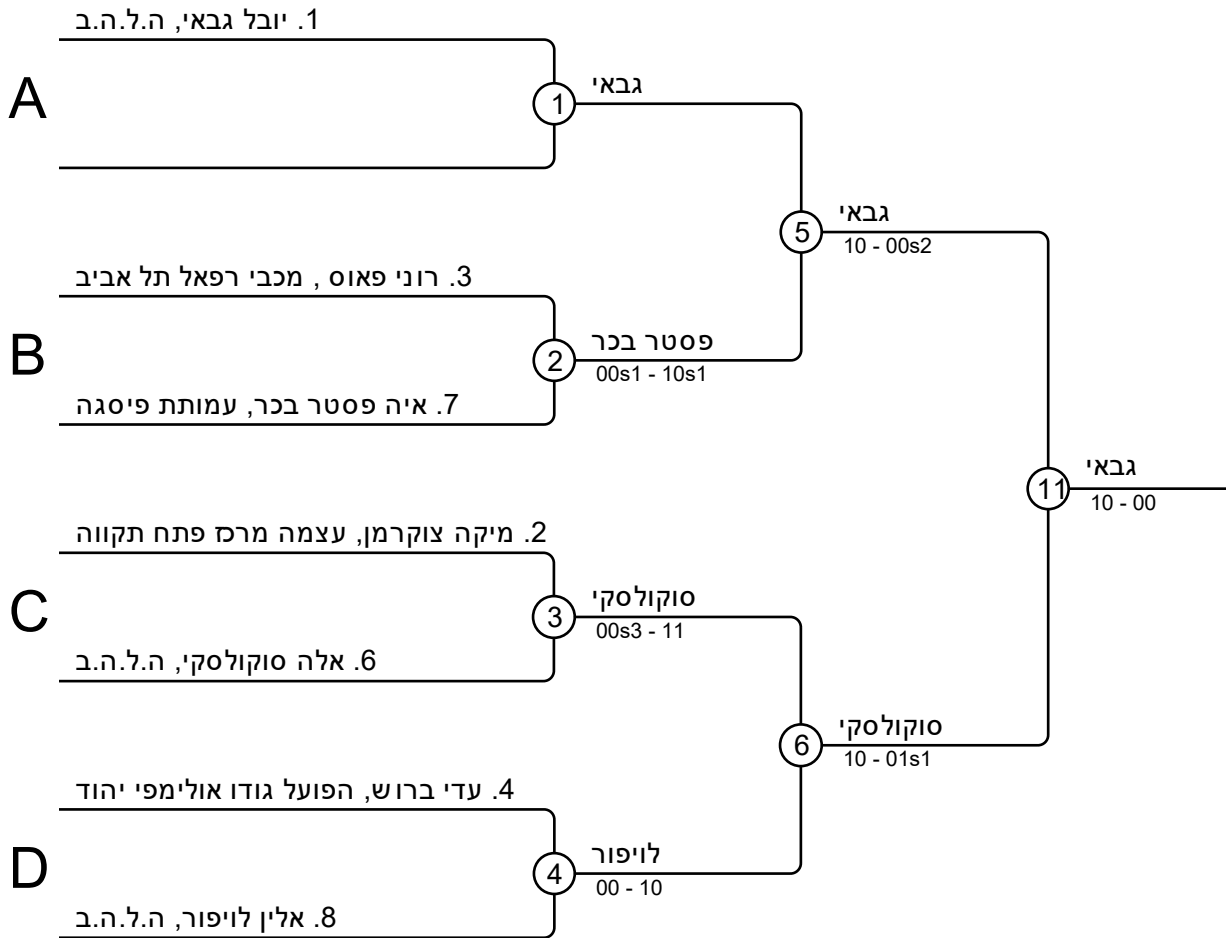 1. יובל גבאי, ה.ל.ה.ב
A
1
גבאי
5
גבאי
10 - 00s2
3. רוני פאוס , מכבי רפאל תל אביב
B
2
פסטר בכר
00s1 - 10s1
7. איה פסטר בכר, עמותת פיסגה
11
גבאי
10 - 00
2. מיקה צוקרמן, עצמה מרכז פתח תקווה
C
3
סוקולסקי
00s3 - 11
6. אלה סוקולסקי, ה.ל.ה.ב
6
סוקולסקי
10 - 01s1
4. עדי ברוש, הפועל גודו אולימפי יהוד
D
4
לויפור
00 - 10
8. אלין לויפור, ה.ל.ה.ב